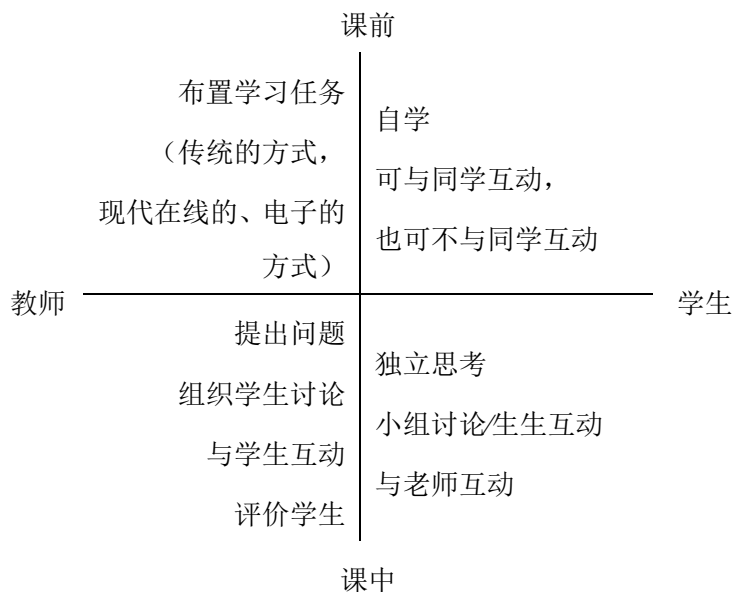 课前
布置学习任务
（传统的方式，
现代在线的、电子的
方式）
自学
可与同学互动，
也可不与同学互动
教师
学生
提出问题
组织学生讨论
与学生互动
评价学生
独立思考
小组讨论/生生互动
与老师互动
课中